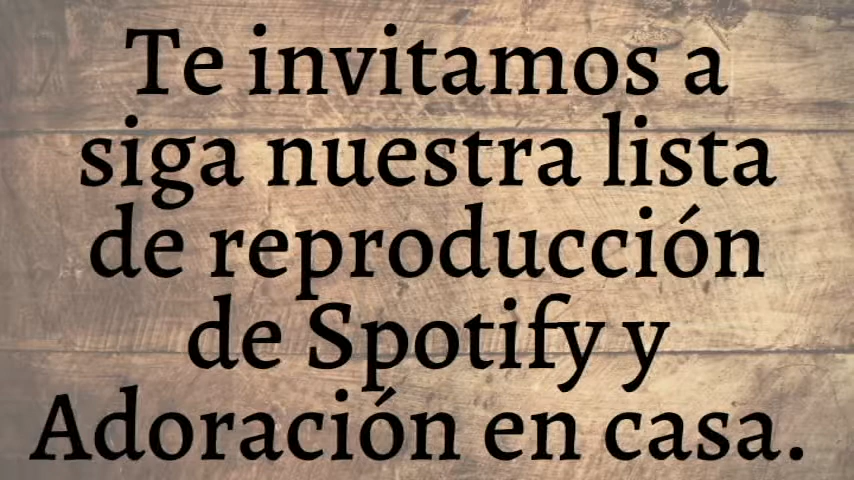 Te invitamos a
siga nuestra lista
de reproducción
de Spotify y
Adoración en casa.